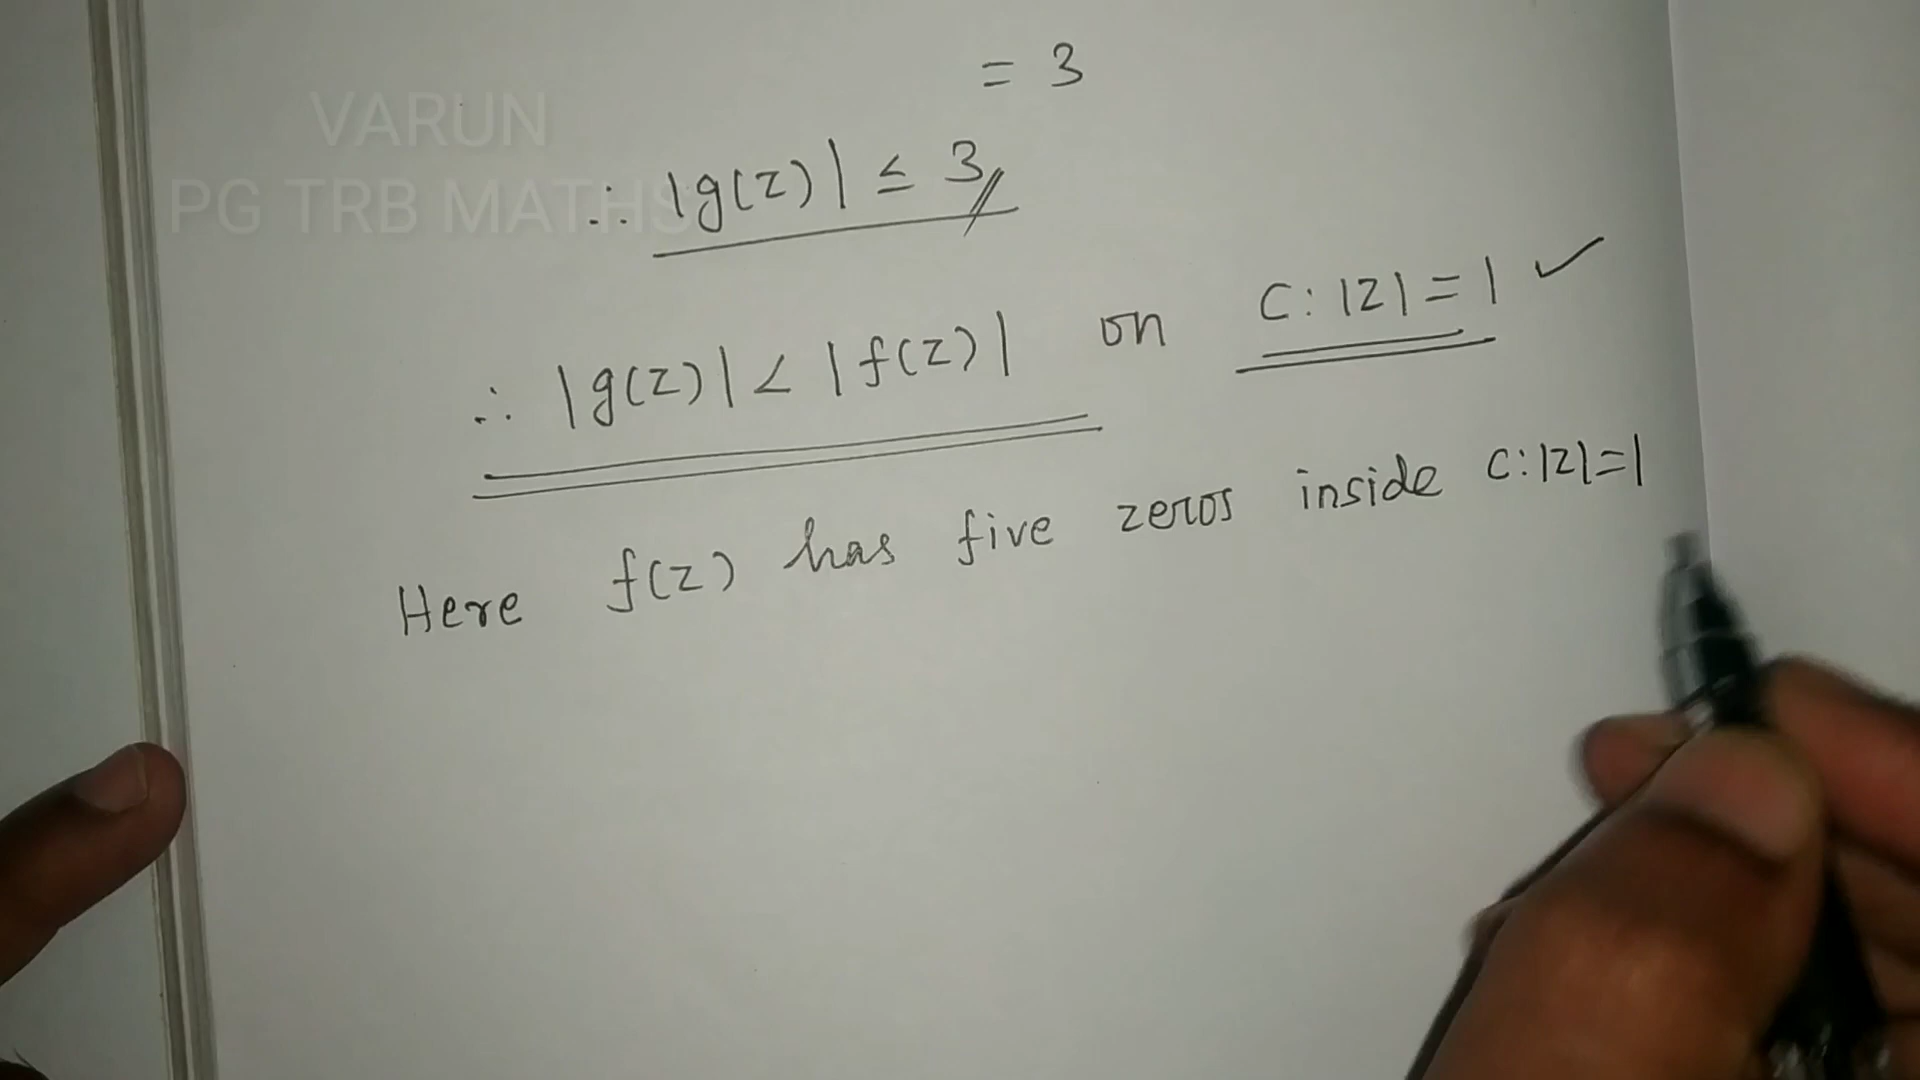 VARUN
PG TRB MATHS
= 3
∴ |g(z)| ≤ 3
∴ |g(z)| < |f(z)| on C: |z| = 1 ✓
Here f(z) has five zeros inside C:|z|=1